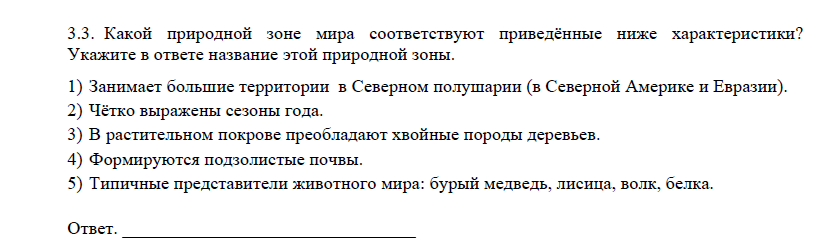 3.3. Какой природной зоне мира соответствуют приведённые ниже характеристики?
Укажите в ответе название этой природной зоны.
1) Занимает большие территории в Северном полушарии (в Северной Америке и Евразии).
2) Чётко выражены сезоны года.
3) В растительном покрове преобладают хвойные породы деревьев.
4) Формируются подзолистые почвы.
5) Типичные представители животного мира: бурый медведь, лисица, волк, белка.
Ответ. ________________________________